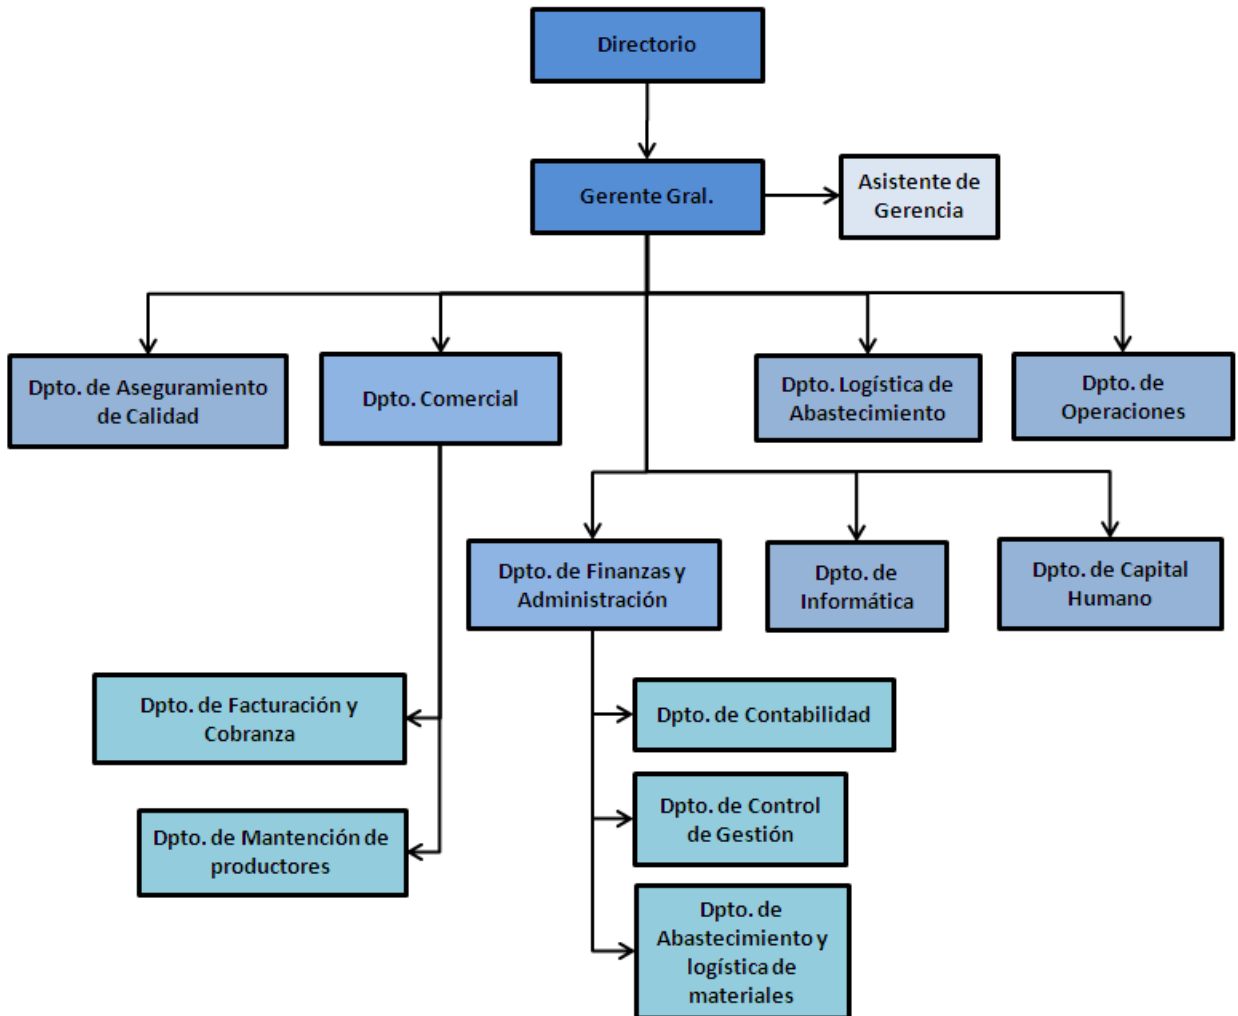 Directorio
Gerente Gral.
Asistente de
Gerencia
Dpto. de Aseguramiento
de Calidad
Dpto. Comercial
Dpto. Logística de
Abastecimiento
Dpto. de
Operaciones
Dpto. de Finanzas y
Administración
Dpto. de
Informática
Dpto. de Capital
Humano
Dpto. de Facturación y
Cobranza
Dpto. de Mantención de
productores
Dpto. de Contabilidad
Dpto. de Control
de Gestión
Dpto. de
Abastecimiento y
logística de
materiales